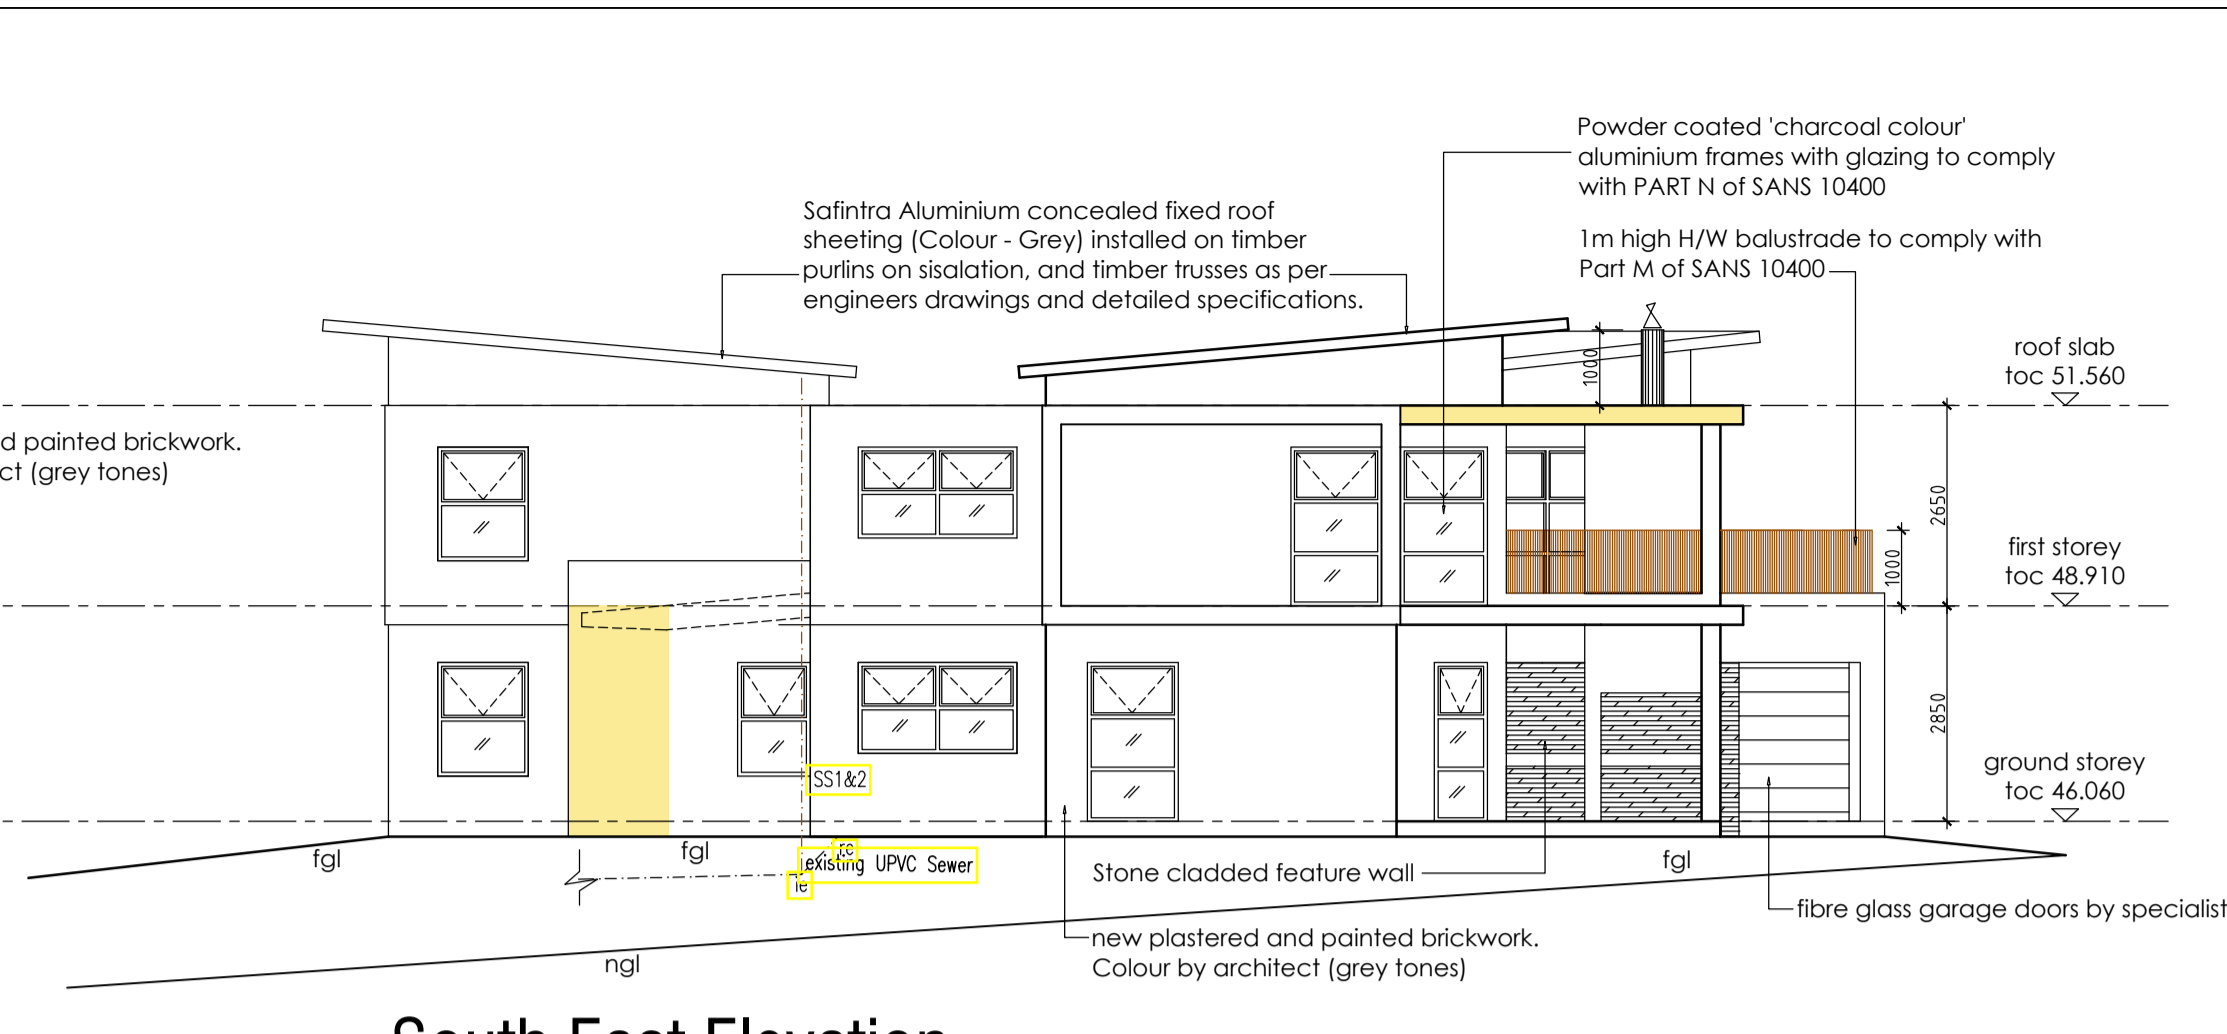 Powder coated 'charcoal colour'
aluminium frames with glazing to comply
with PART N of SANS 10400
Safintra Aluminium concealed fixed roof
sheeting (Colour - Grey) installed on timber
purlins on sisalation, and timber trusses as per
engineers drawings and detailed specifications.
1m high H/W balustrade to comply with
Part M of SANS 10400
1000
roof slab
toc 51.560
d painted brickwork.
ct (grey tones)
2650
first storey
toc 48.910
1000
2850
ground storey
toc 46.060
SS1&2
fgl
fgl
re
existing UPVC Sewer
ie
Stone cladded feature wall
fgl
fibre glass garage doors by specialist
new plastered and painted brickwork.
Colour by architect (grey tones)
ngl
South East Elevation